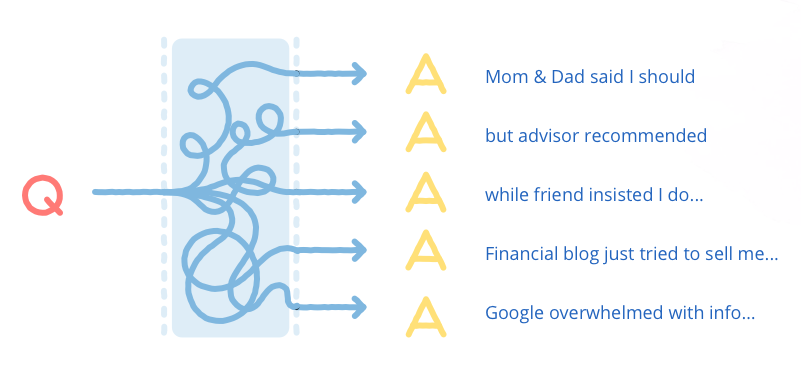 Q
A Mom & Dad said I should
A but advisor recommended
A while friend insisted I do...
A Financial blog just tried to sell me...
A Google overwhelmed with info...